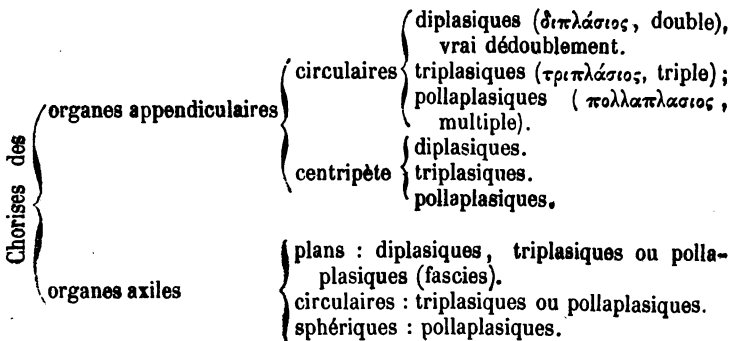 Chorises des
organes appendiculaires
circulaires
diplasiques (διπλάσιος, double),
vrai dédoublement.
triplasiques (τριπλάσιος, triple) ;
pollaplasiques (πολλαπλασιος,
multiple).
centripète
diplasiques.
triplasiques.
pollaplasiques.
organes axiles
plans : diplasiques, triplasiques ou polla-
plasiques (fascies).
circulaires : triplasiques ou pollaplasiques.
sphériques : pollaplasiques.